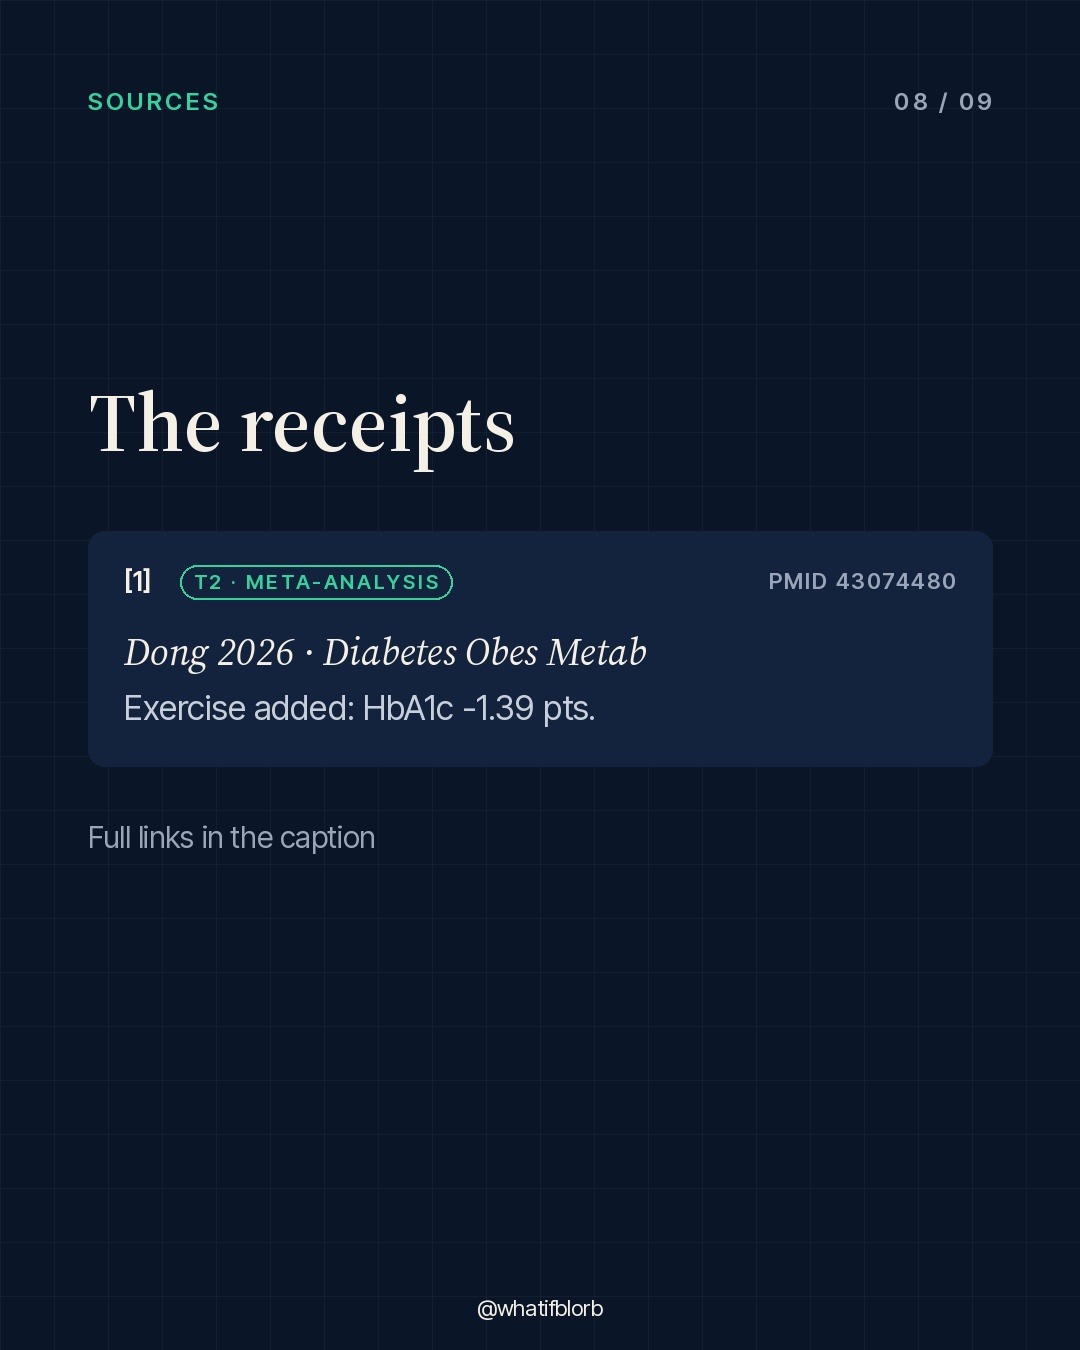 SOURCES
08 / 09
The receipts
[1] T2 · META-ANALYSIS PMID 43074480
Dong 2026 · Diabetes Obes Metab
Exercise added: HbA1c -1.39 pts.
Full links in the caption
@whatifblorb